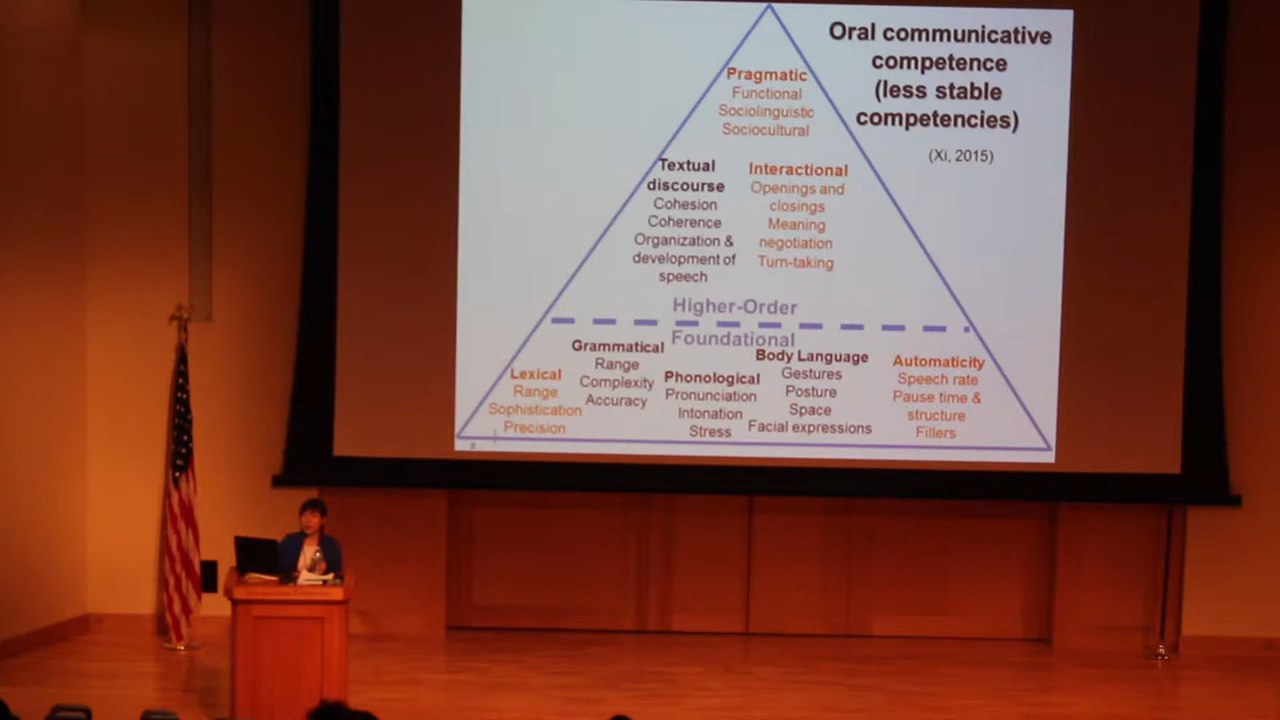 Oral communicative
competence
(less stable
competencies)
(Xi, 2015)
Pragmatic
Functional
Sociolinguistic
Sociocultural
Textual
discourse
Cohesion
Coherence
Organization &
development of
speech
Interactional
Openings and
closings
Meaning
negotiation
Turn-taking
Higher-Order
Foundational
Lexical
Range
Sophistication
Precision
Grammatical
Range
Complexity
Accuracy
Phonological
Pronunciation
Intonation
Stress
Body Language
Gestures
Posture
Space
Facial expressions
Automaticity
Speech rate
Pause time &
structure
Fillers